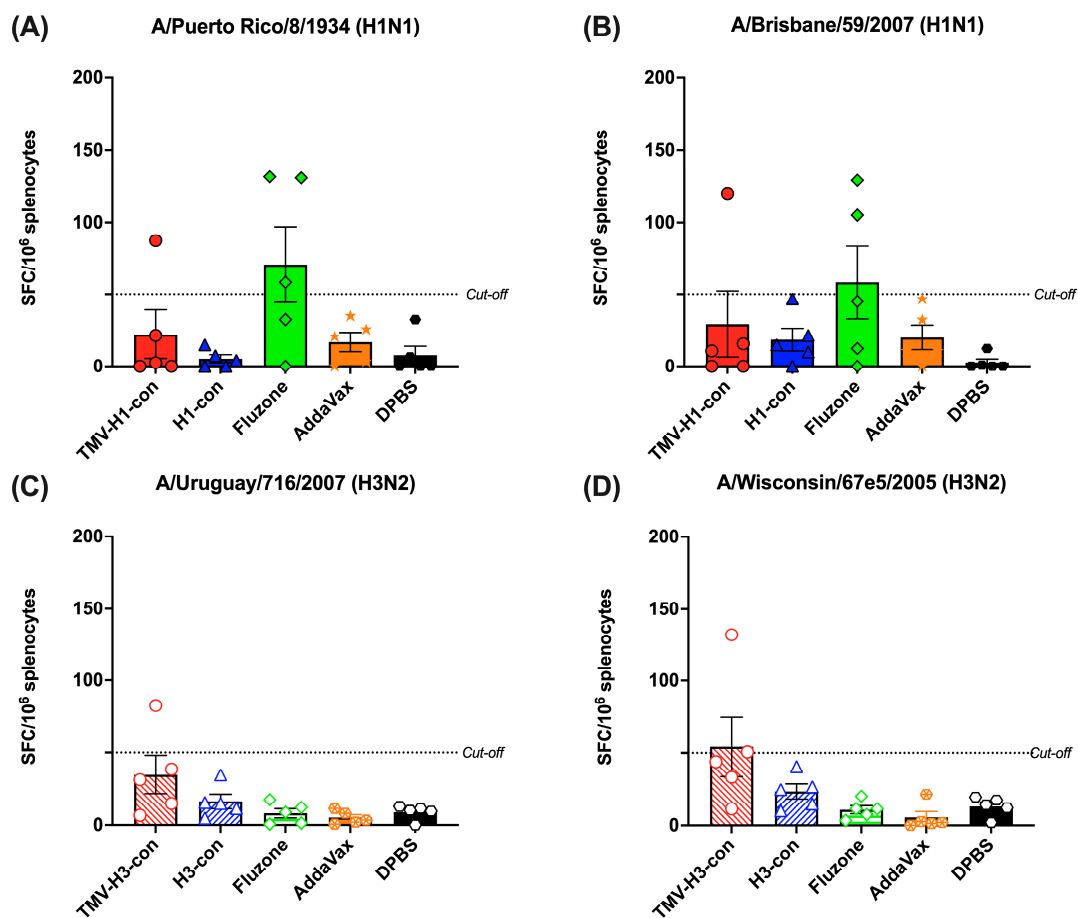 (A)
A/Puerto Rico/8/1934 (H1N1)
SFC/10⁶ splenocytes
200
150
100
0
Cut-off
TMV-H1-con
H1-con
Fluzone
AddaVax
DPBS
(B)
A/Brisbane/59/2007 (H1N1)
SFC/10⁶ splenocytes
200
150
100
0
Cut-off
TMV-H1-con
H1-con
Fluzone
AddaVax
DPBS
(C)
A/Uruguay/716/2007 (H3N2)
SFC/10⁶ splenocytes
200
150
100
0
Cut-off
TMV-H3-con
H3-con
Fluzone
AddaVax
DPBS
(D)
A/Wisconsin/67e5/2005 (H3N2)
SFC/10⁶ splenocytes
200
150
100
0
Cut-off
TMV-H3-con
H3-con
Fluzone
AddaVax
DPBS